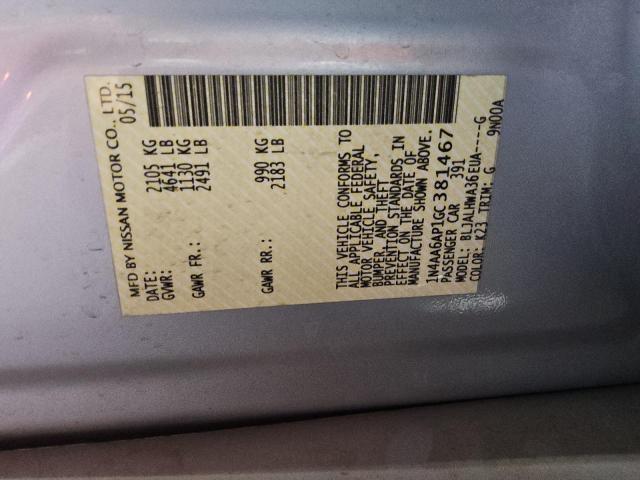 MFD BY NISSAN MOTOR CO., LTD.
DATE: 05/15
GVWR: 2105 KG
4641 LB
GAWR FR.: 1130 KG
2491 LB
GAWR RR.: 990 KG
2183 LB
THIS VEHICLE CONFORMS TO
ALL APPLICABLE FEDERAL
MOTOR VEHICLE SAFETY,
BUMPER AND THEFT
PREVENTION STANDARDS IN
EFFECT ON THE DATE OF
MANUFACTURE SHOWN ABOVE.
1N4AA6AP1GC381467
PASSENGER CAR 391
MODEL: BLJALHWA36EUA-----G
COLOR: K23 TRIM: G 9N00A